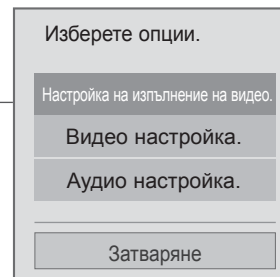 Изберете опции.
Настройка на изпълнение на видео.
Видео настройка.
Аудио настройка.
Затваряне